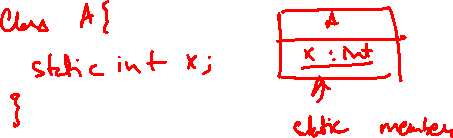 Class A{
static int x;
}
A
x : int
static member